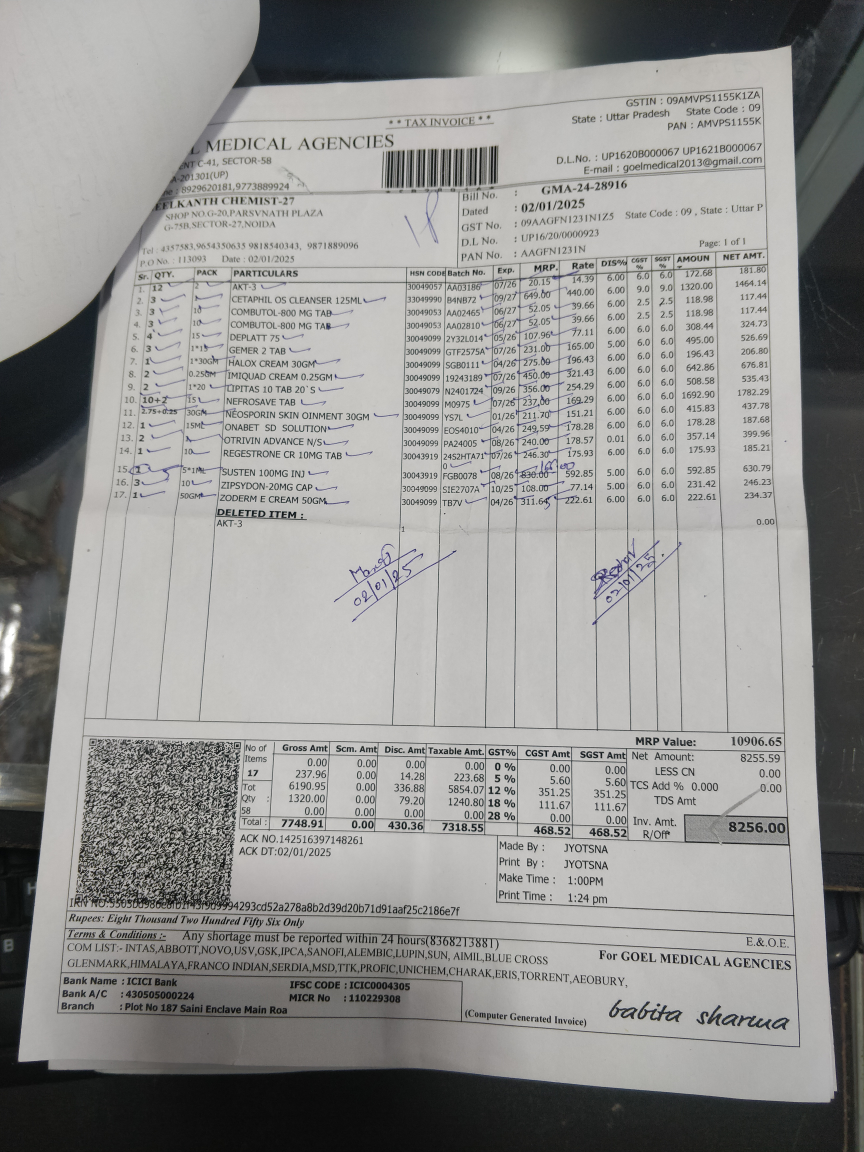 * * TAX INVOICE * *
GSTIN : 09AMVPS1155K1ZA
State : Uttar Pradesh State Code : 09
PAN : AMVPS1155K
MEDICAL AGENCIES
C-41, SECTOR-58
-201301(UP)
: 8929620181,9773889924
D.L.No. : UP1620B000067 UP1621B000067
E-mail : goelmedical2013@gmail.com
EELKANTH CHEMIST-27
SHOP NO.G-20,PARSVNATH PLAZA
G-75B,SECTOR-27,NOIDA
Tel : 4357583,9654350635 9818540343, 9871889096
P.O No. : 113093 Date : 02/01/2025
18
Bill No. : GMA-24-28916
Dated : 02/01/2025
GST No. : 09AAGFN1231N1Z5 State Code : 09 , State : Uttar P
D.L No. : UP16/20/0000923
PAN No. : AAGFN1231N
Page: 1 of 1
Sr. QTY. PACK PARTICULARS HSN CODE Batch No. Exp. MRP. Rate DIS% CGST % SGST % AMOUN NET AMT.
1. 12 2 AKT-3 30049057 AA03186 07/26 20.15 14.39 6.00 6.0 6.0 172.68 181.80
2. 3 CETAPHIL OS CLEANSER 125ML 33049990 B4NB72 09/27 649.00 440.00 6.00 9.0 9.0 1320.00 1464.14
3. 3 10 COMBUTOL-800 MG TAB 30049057 AA02465 06/27 52.05 39.66 6.00 2.5 2.5 118.98 117.44
4. 3 10 COMBUTOL-800 MG TAB 30049057 AA02810 06/27 52.05 39.66 6.00 2.5 2.5 118.98 117.44
5. 4 15 DEPLATT 75 30049099 2Y32L014 05/26 107.96 77.11 6.00 6.0 6.0 308.44 324.73
6. 3 1*15 GEMER 2 TAB 30049099 GTF2575A 07/26 231.00 165.00 5.00 6.0 6.0 495.00 526.69
7. 1 1*30GM HALOX CREAM 30GM 30049099 SGB0111 04/26 275.00 196.43 6.00 6.0 6.0 196.43 206.80
8. 2 0.25GM IMIQUAD CREAM 0.25GM 30049099 19243189 07/26 450.00 321.43 6.00 6.0 6.0 642.86 676.81
9. 2 1*20 LIPITAS 10 TAB 20`S 30049079 N2401724 09/26 356.00 254.29 6.00 6.0 6.0 508.58 535.43
10. 10+2 15 NEFROSAVE TAB 30049099 M0975 07/26 237.00 169.29 6.00 6.0 6.0 1692.90 1782.29
11. 2.75+0.25 30GM NEOSPORIN SKIN OINMENT 30GM 30049099 YS7L 01/26 211.70 151.21 6.00 6.0 6.0 415.83 437.78
12. 1 15ML ONABET SD SOLUTION 30049099 EOS4010 04/26 249.59 178.28 6.00 6.0 6.0 178.28 187.68
13. 2 OTRIVIN ADVANCE N/S 30049099 PA24005 08/26 240.00 178.57 0.01 6.0 6.0 357.14 399.96
14. 1 10 REGESTRONE CR 10MG TAB 30043919 24S2HTA71 07/26 246.30 175.93 6.00 6.0 6.0 175.93 185.21
0
15. 1 5*1ML SUSTEN 100MG INJ 30043919 FGB0078 08/26 830.00 592.85 5.00 6.0 6.0 592.85 630.79
16. 3 10 ZIPSYDON-20MG CAP 30049099 SIE2707A 10/25 108.00 77.14 5.00 6.0 6.0 231.42 246.23
17. 1 50GM ZODERM E CREAM 50GM 30049099 TB7V 04/26 311.65 222.61 6.00 6.0 6.0 222.61 234.37
DELETED ITEM :
AKT-3 1 0.00
02/01/25
02/01/25
MRP Value: 10906.65
No of Items 17
Tot Qty : 58
Gross Amt Scm. Amt Disc. Amt Taxable Amt. GST% CGST Amt SGST Amt
0.00 0.00 0.00 0.00 0 % 0.00 0.00
237.96 0.00 14.28 223.68 5 % 5.60 5.60
6190.95 0.00 336.88 5854.07 12 % 351.25 351.25
1320.00 0.00 79.20 1240.80 18 % 111.67 111.67
0.00 0.00 0.00 0.00 28 % 0.00 0.00
Total : 7748.91 0.00 430.36 7318.55 468.52 468.52
Net Amount: 8255.59
LESS CN 0.00
TCS Add % 0.000 0.00
TDS Amt
Inv. Amt. R/Off 8256.00
ACK NO.142516397148261
ACK DT:02/01/2025
Made By : JYOTSNA
Print By : JYOTSNA
Make Time : 1:00PM
Print Time : 1:24 pm
Rupees: Eight Thousand Two Hundred Fifty Six Only
Terms & Conditions :- Any shortage must be reported within 24 hours(8368213881) E.&.O.E.
COM LIST:- INTAS,ABBOTT,NOVO,USV,GSK,IPCA,SANOFI,ALEMBIC,LUPIN,SUN, AIMIL,BLUE CROSS
GLENMARK,HIMALAYA,FRANCO INDIAN,SERDIA,MSD,TTK,PROFIC,UNICHEM,CHARAK,ERIS,TORRENT,AEOBURY,
For GOEL MEDICAL AGENCIES
Bank Name : ICICI Bank IFSC CODE : ICIC0004305
Bank A/C : 430505000224 MICR No : 110229308
Branch : Plot No 187 Saini Enclave Main Roa
(Computer Generated Invoice)
babita sharma